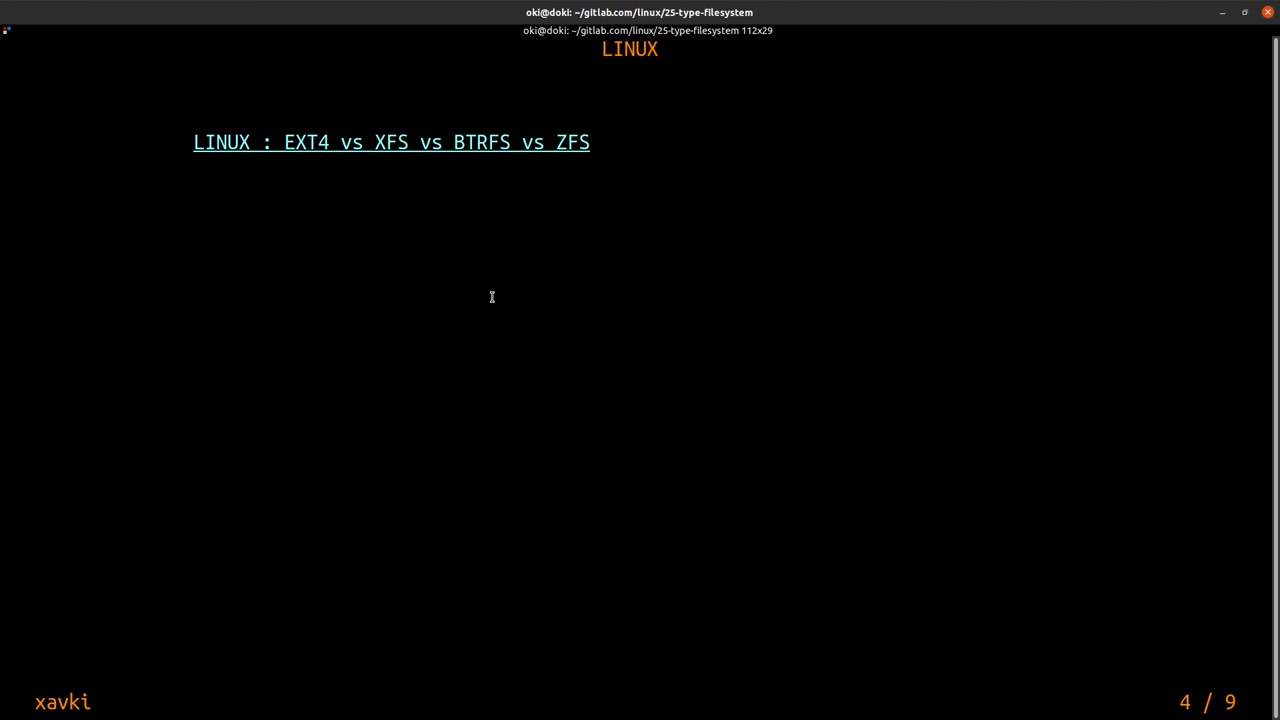 oki@doki: ~/gitlab.com/linux/25-type-filesystem
oki@doki: ~/gitlab.com/linux/25-type-filesystem 112x29
LINUX
LINUX : EXT4 vs XFS vs BTRFS vs ZFS
xavki
4 / 9